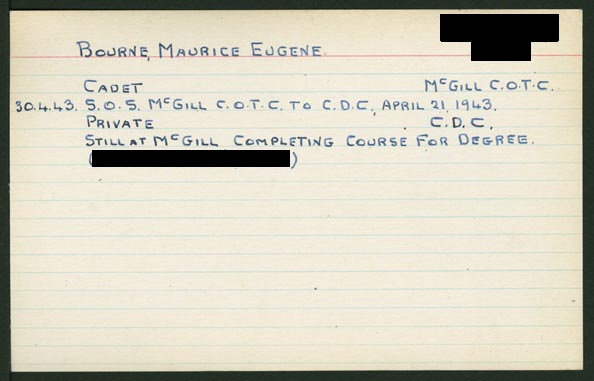 BOURNE, MAURICE EUGENE.
CADET McGILL C.O.T.C.
30.4.43. S.O.S. McGILL C.O.T.C. TO C.D.C., APRIL 21, 1943.
PRIVATE C.D.C.
STILL AT McGILL COMPLETING COURSE FOR DEGREE.
( )